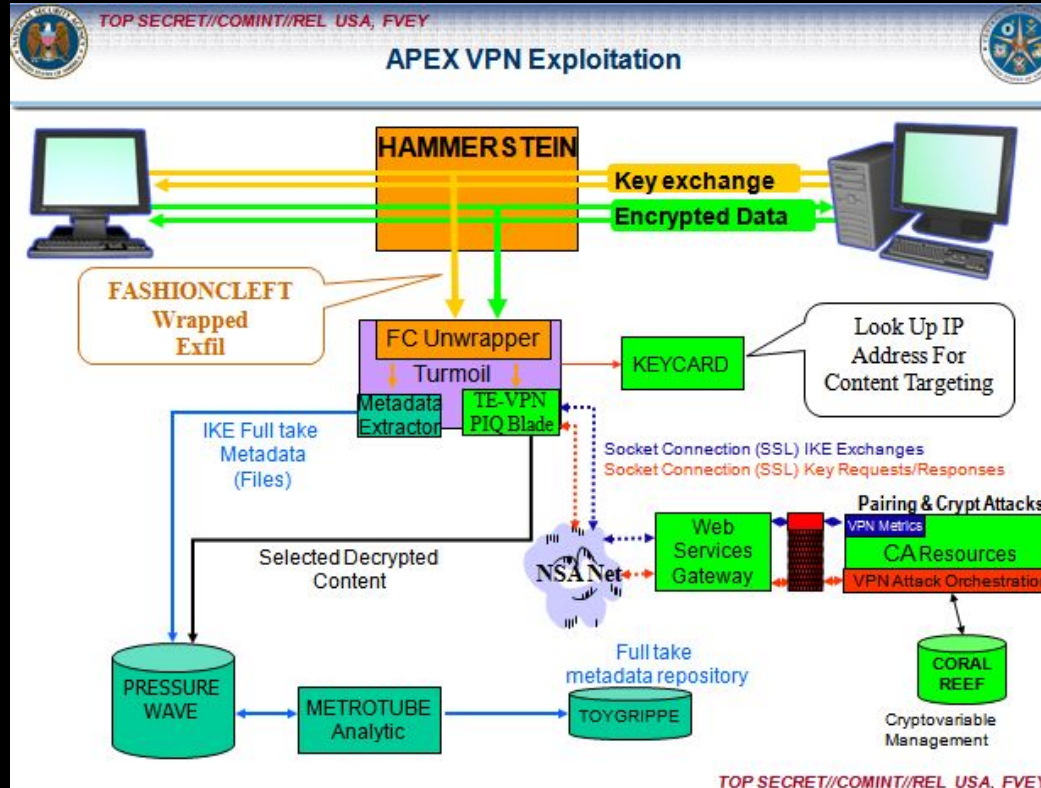 TOP SECRET//COMINT//REL USA, FVEY
APEX VPN Exploitation
HAMMERSTEIN
Key exchange
Encrypted Data
FASHIONCLEFT
Wrapped
Exfil
FC Unwrapper
Turmoil
Metadata
Extractor
TE-VPN
PIQ Blade
KEYCARD
Look Up IP
Address For
Content Targeting
IKE Full take
Metadata
(Files)
Socket Connection (SSL) IKE Exchanges
Socket Connection (SSL) Key Requests/Responses
Selected Decrypted
Content
NSA Net
Web
Services
Gateway
Pairing & Crypt Attacks
VPN Metrics
CA Resources
VPN Attack Orchestratio
CORAL
REEF
Cryptovariable
Management
PRESSURE
WAVE
METROTUBE
Analytic
Full take
metadata repository
TOYGRIPPE
TOP SECRET//COMINT//REL USA, FVEY